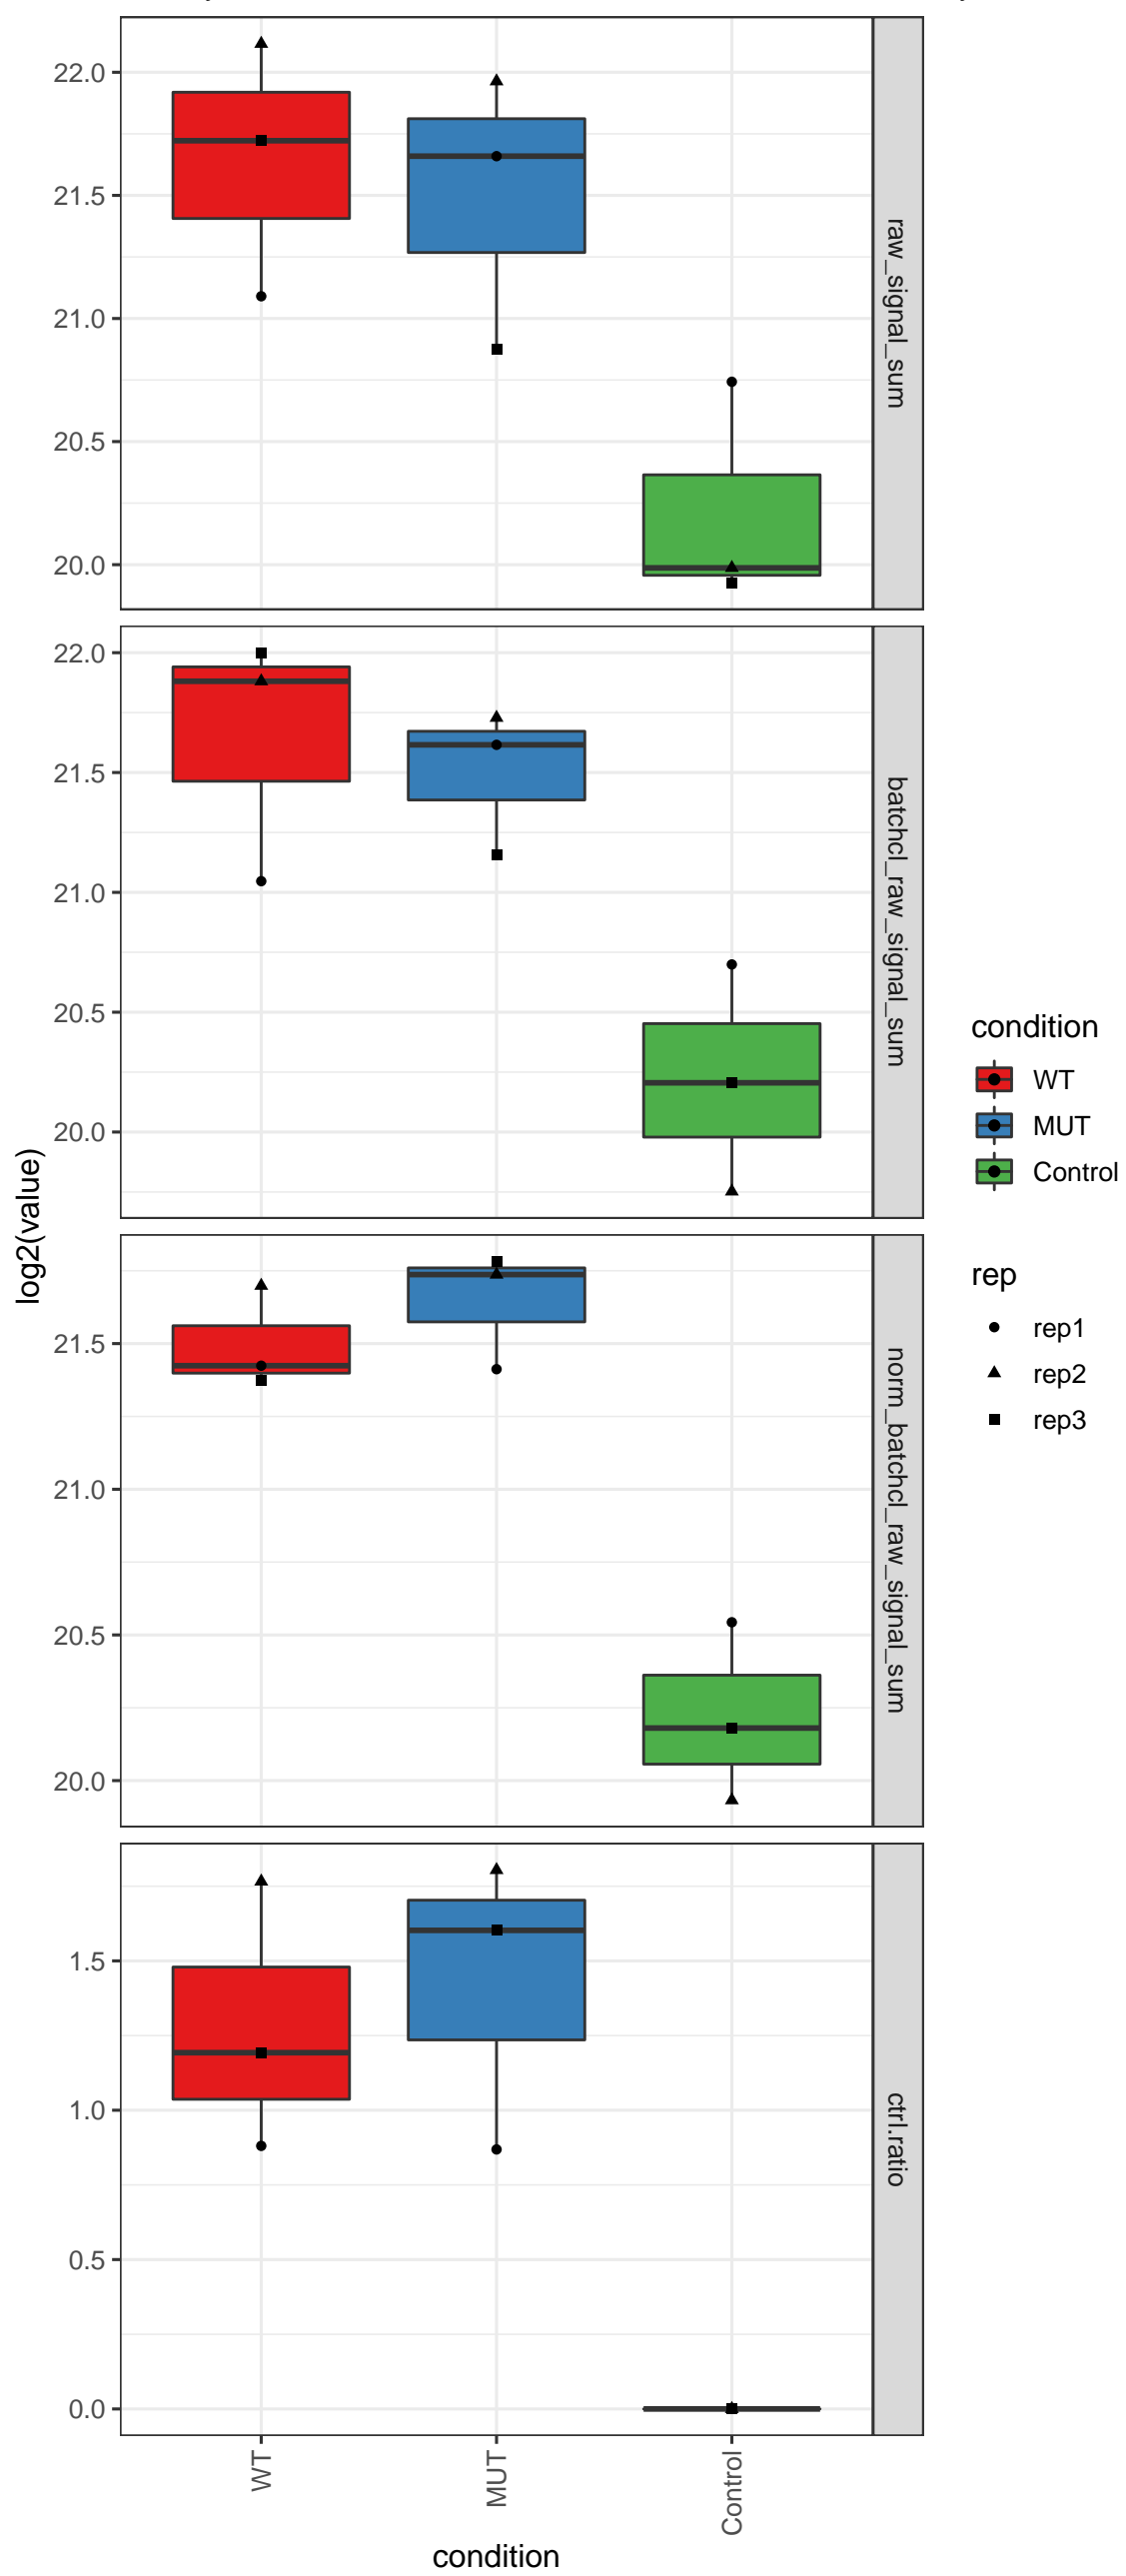 22.0
21.5
21.0
20.5
20.0
raw_signal_sum
22.0
21.5
21.0
20.5
20.0
batchcl_raw_signal_sum
21.5
21.0
20.5
20.0
norm_batchcl_raw_signal_sum
1.5
1.0
0.5
0.0
ctrl.ratio
log2(value)
WT
MUT
Control
condition
condition
WT
MUT
Control
rep
rep1
rep2
rep3